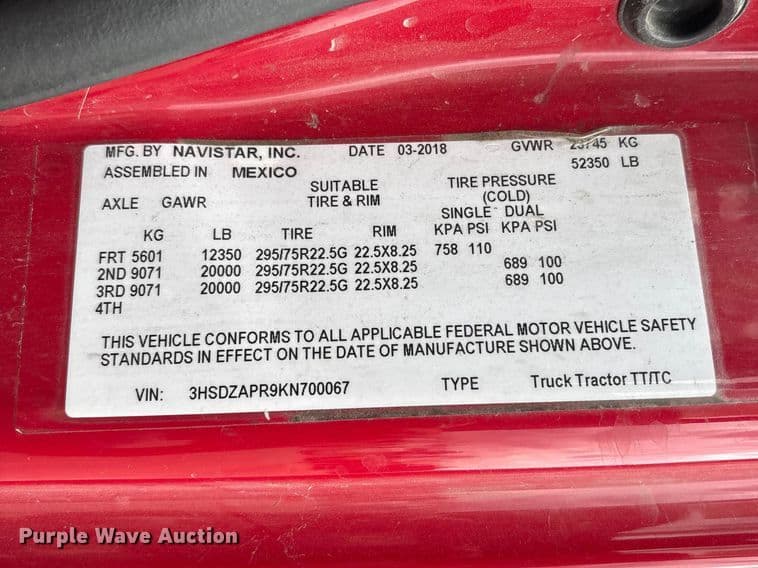 MFG. BY NAVISTAR, INC. DATE 03-2018 GVWR 23745 KG
ASSEMBLED IN MEXICO 52350 LB
AXLE GAWR SUITABLE TIRE & RIM TIRE PRESSURE (COLD)
SINGLE DUAL
KG LB TIRE RIM KPA PSI KPA PSI
FRT 5601 12350 295/75R22.5G 22.5X8.25 758 110
2ND 9071 20000 295/75R22.5G 22.5X8.25 689 100
3RD 9071 20000 295/75R22.5G 22.5X8.25 689 100
4TH
THIS VEHICLE CONFORMS TO ALL APPLICABLE FEDERAL MOTOR VEHICLE SAFETY
STANDARDS IN EFFECT ON THE DATE OF MANUFACTURE SHOWN ABOVE.
VIN: 3HSDZAPR9KN700067 TYPE Truck Tractor TT/TC
Purple Wave Auction